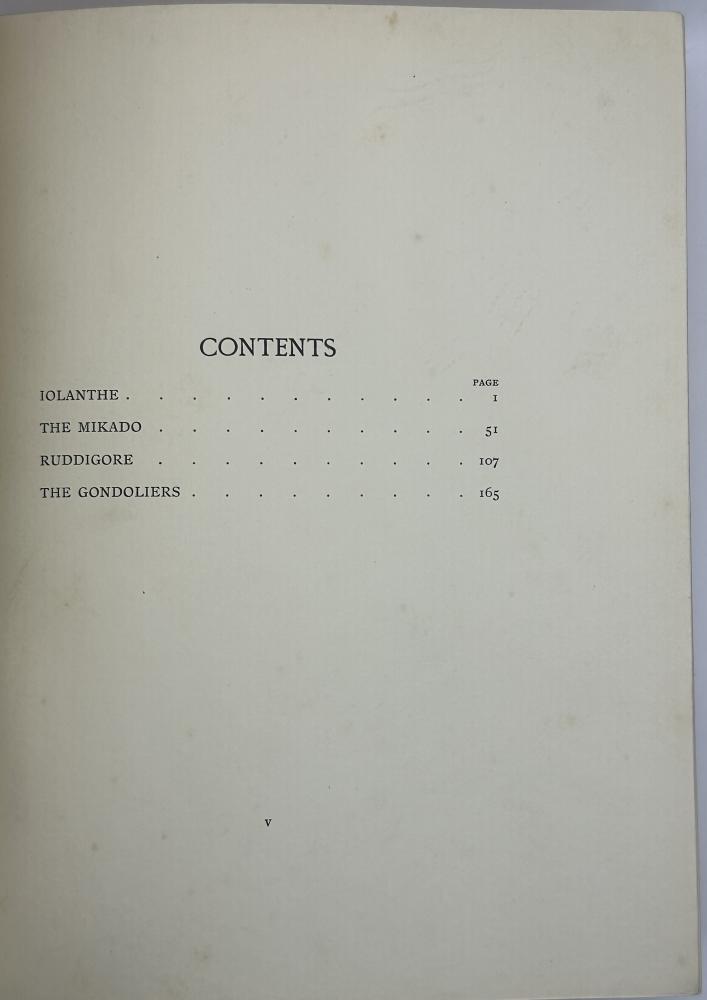 CONTENTS
PAGE
IOLANTHE . . . . . . . . . . . 1
THE MIKADO . . . . . . . . . . 51
RUDDIGORE . . . . . . . . . . 107
THE GONDOLIERS . . . . . . . . . 165
v